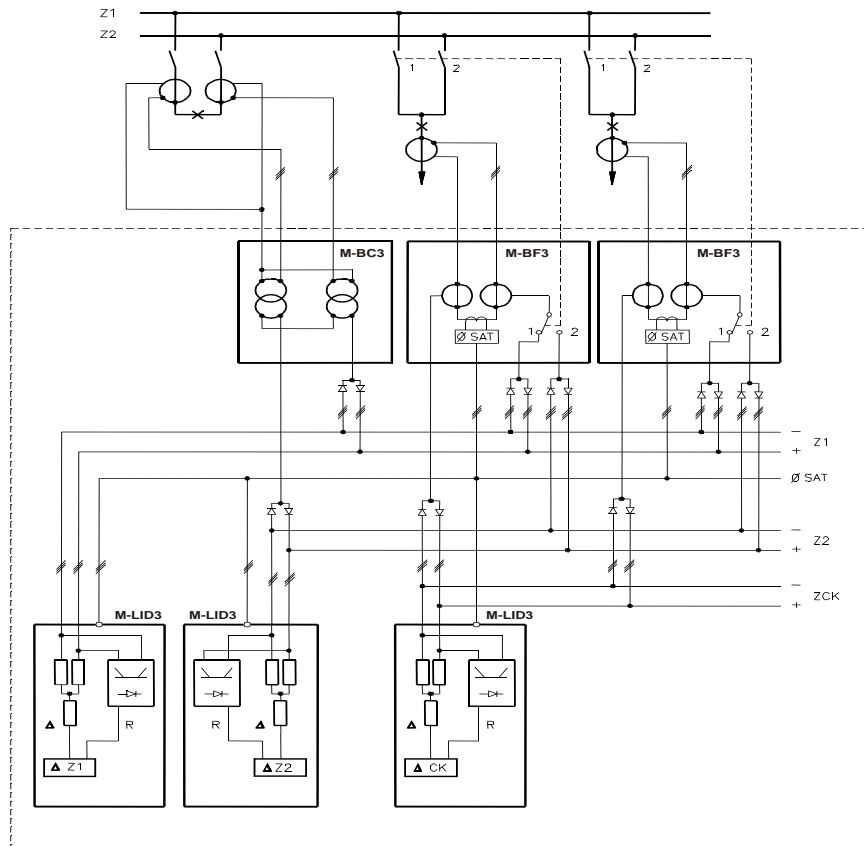 Z1
Z2
1 2
1 2
M-BC3
M-BF3
M-BF3
1 2
1 2
Ø SAT
Ø SAT
−
Z1
+
Ø SAT
−
Z2
+
−
ZCK
+
M-LID3
M-LID3
M-LID3
Δ R
R Δ
Δ R
Δ Z1
Δ Z2
Δ CK